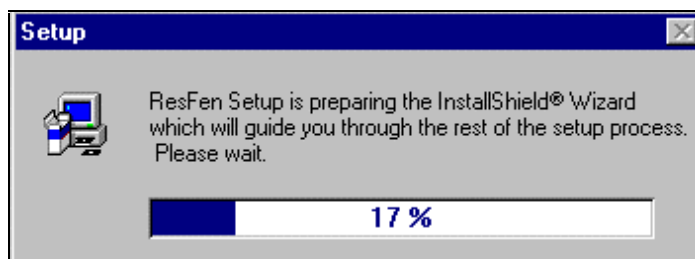 Setup
ResFen Setup is preparing the InstallShield® Wizard
which will guide you through the rest of the setup process.
Please wait.
17 %